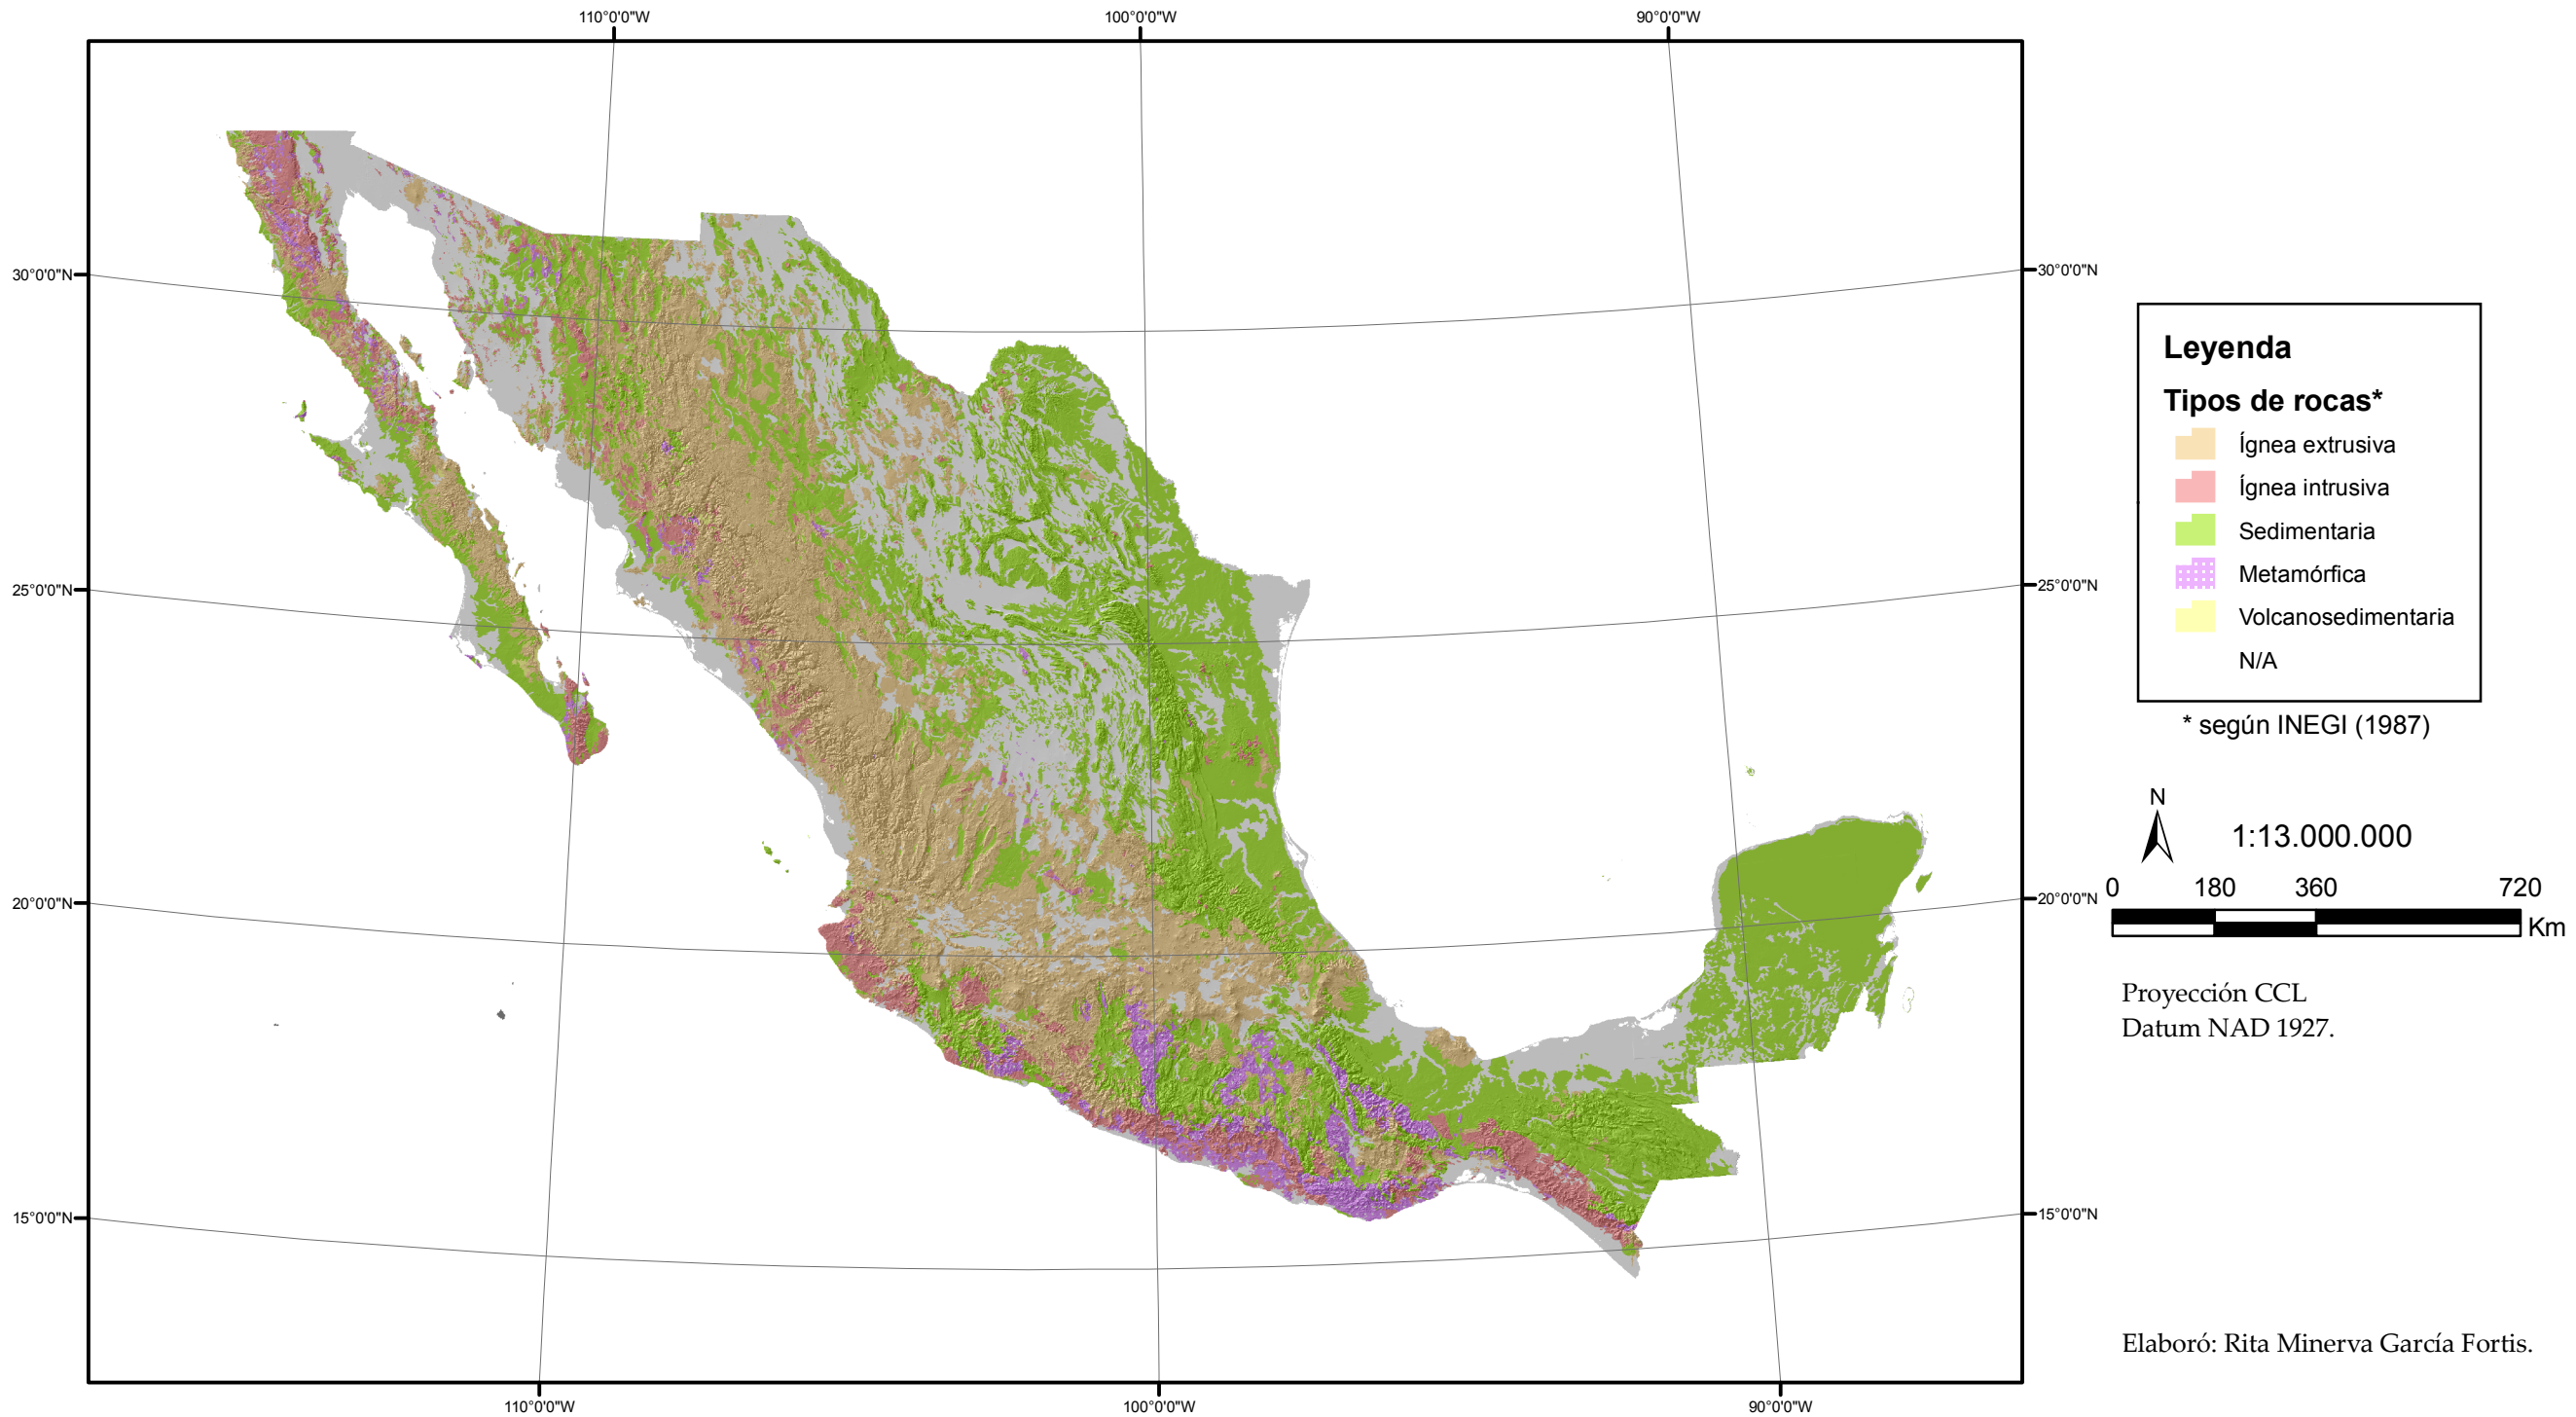 110°0'0"W
100°0'0"W
90°0'0"W
30°0'0"N
30°0'0"N
25°0'0"N
25°0'0"N
20°0'0"N
20°0'0"N
15°0'0"N
15°0'0"N
110°0'0"W
100°0'0"W
90°0'0"W
Leyenda
Tipos de rocas*
Ígnea extrusiva
Ígnea intrusiva
Sedimentaria
Metamórfica
Volcanosedimentaria
N/A
* según INEGI (1987)
N
1:13.000.000
0 180 360 720
Km
Proyección CCL
Datum NAD 1927.
Elaboró: Rita Minerva García Fortis.